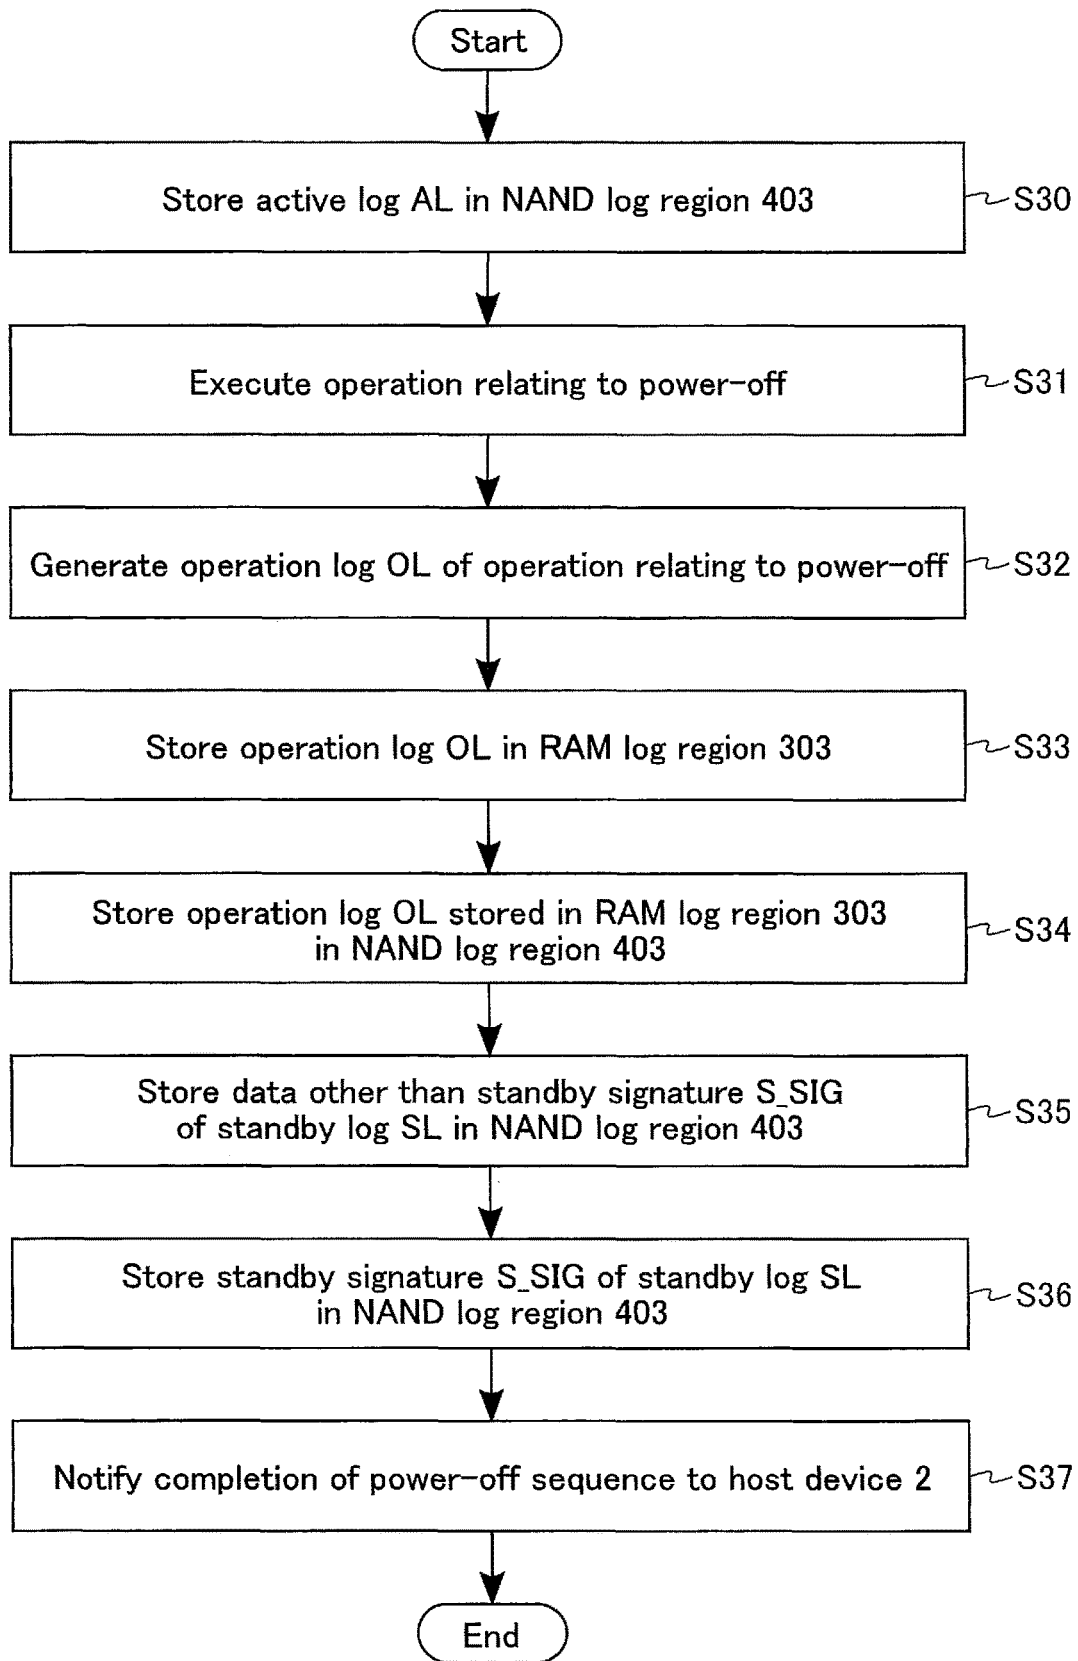 Start
Store active log AL in NAND log region 403
S30
Execute operation relating to power-off
S31
Generate operation log OL of operation relating to power-off
S32
Store operation log OL in RAM log region 303
S33
Store operation log OL stored in RAM log region 303
in NAND log region 403
S34
Store data other than standby signature S_SIG
of standby log SL in NAND log region 403
S35
Store standby signature S_SIG of standby log SL
in NAND log region 403
S36
Notify completion of power-off sequence to host device 2
S37
End